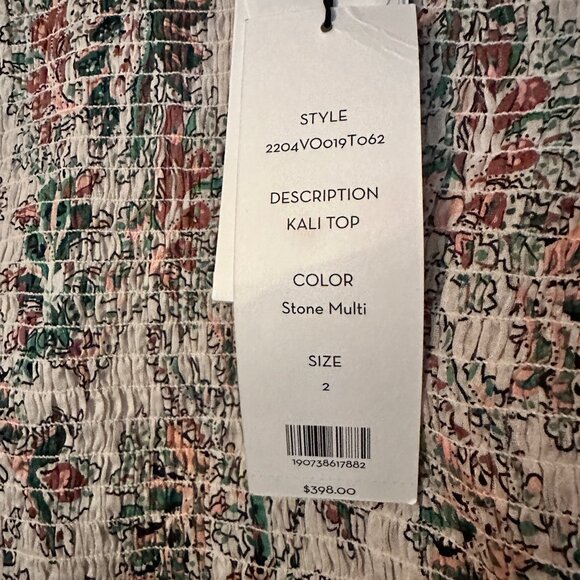 STYLE
2204VO019T062
DESCRIPTION
KALI TOP
COLOR
Stone Multi
SIZE
2
190738617882
$398.00